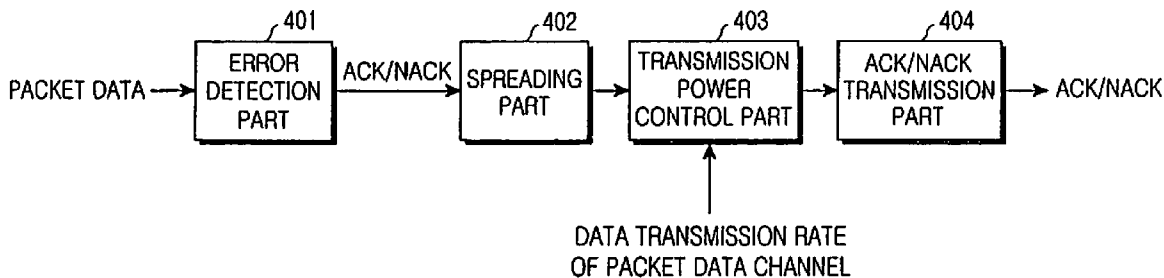 401
402
403
404
PACKET DATA
ERROR
DETECTION
PART
ACK/NACK
SPREADING
PART
TRANSMISSION
POWER
CONTROL PART
ACK/NACK
TRANSMISSION
PART
ACK/NACK
DATA TRANSMISSION RATE
OF PACKET DATA CHANNEL